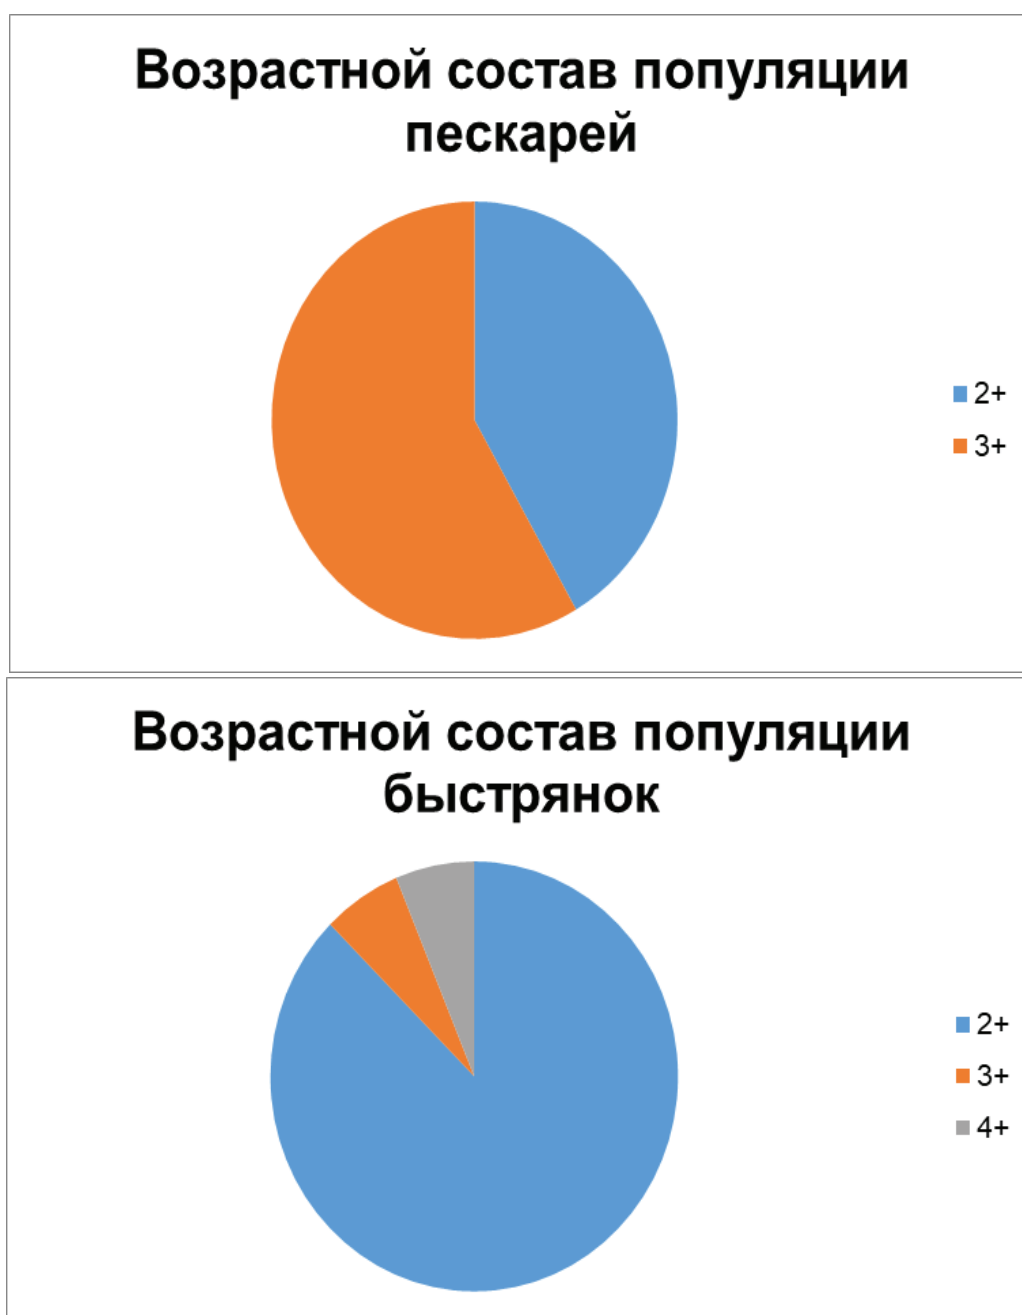 Возрастной состав популяции
пескарей
2+
3+
Возрастной состав популяции
быстрянок
2+
3+
4+